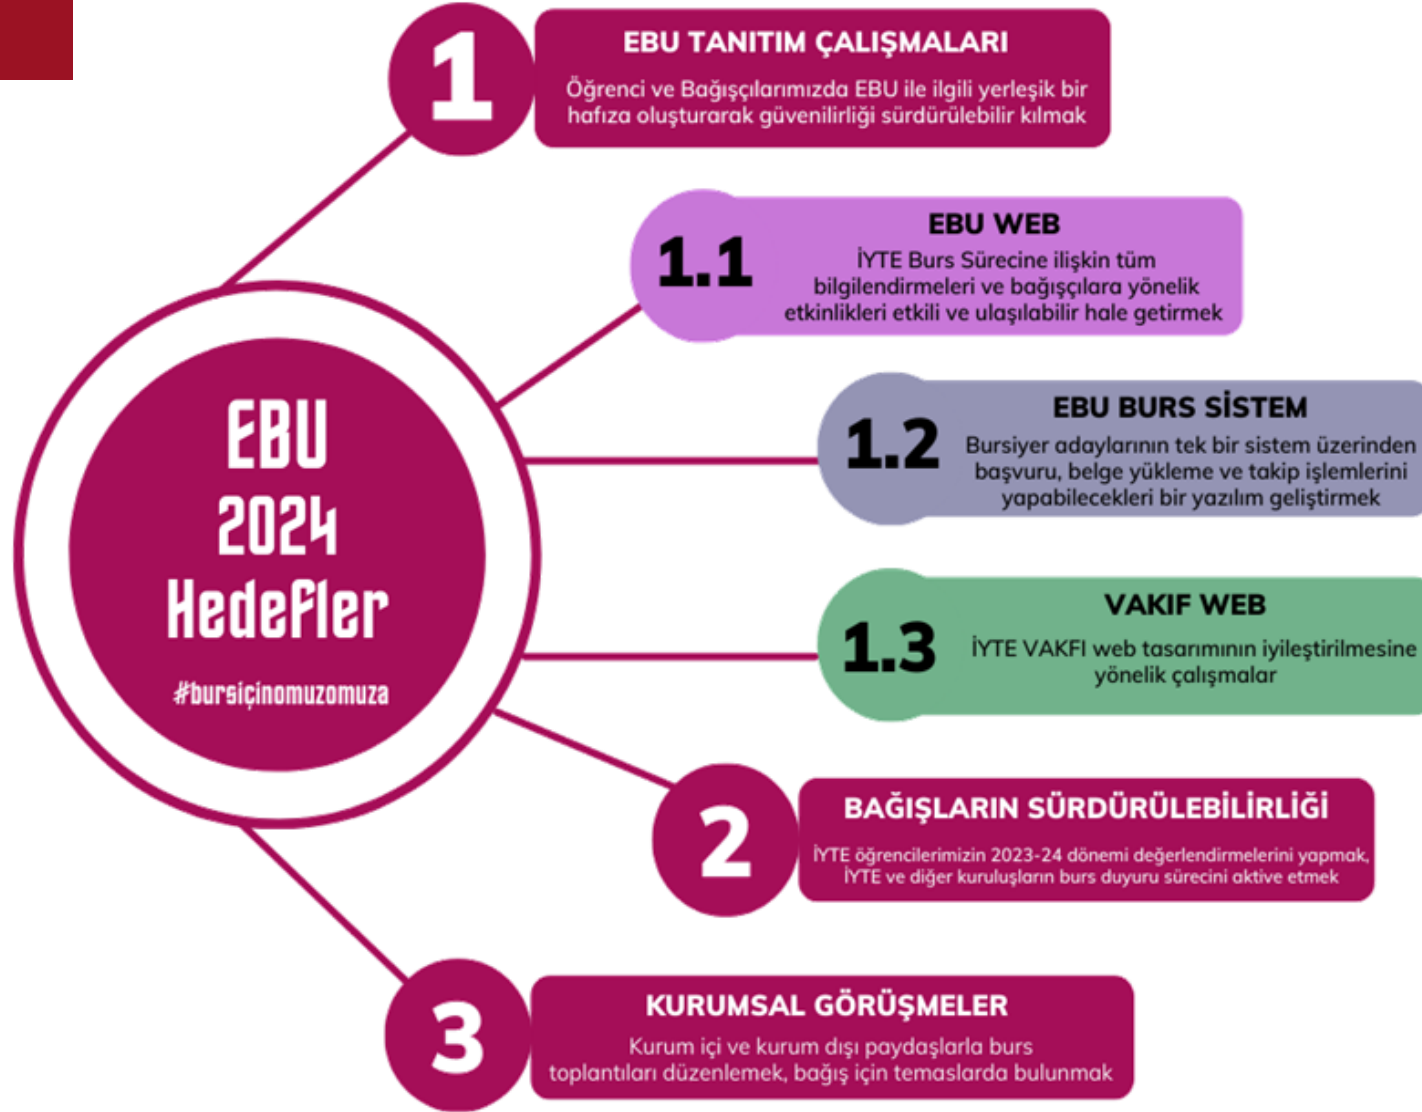 1
EBU TANITIM ÇALIŞMALARI
Öğrenci ve Bağışçılarımızda EBU ile ilgili yerleşik bir
hafıza oluşturarak güvenilirliği sürdürülebilir kılmak
1.1
EBU WEB
İYTE Burs Sürecine ilişkin tüm
bilgilendirmeleri ve bağışçılara yönelik
etkinlikleri etkili ve ulaşılabilir hale getirmek
EBU
2024
Hedefler
#bursiçinomuzomuza
1.2
EBU BURS SİSTEM
Bursiyer adaylarının tek bir sistem üzerinden
başvuru, belge yükleme ve takip işlemlerini
yapabilecekleri bir yazılım geliştirmek
1.3
VAKIF WEB
İYTE VAKFI web tasarımının iyileştirilmesine
yönelik çalışmalar
2
BAĞIŞLARIN SÜRDÜRÜLEBİLİRLİĞİ
İYTE öğrencilerimizin 2023-24 dönemi değerlendirmelerini yapmak,
İYTE ve diğer kuruluşların burs duyuru sürecini aktive etmek
3
KURUMSAL GÖRÜŞMELER
Kurum içi ve kurum dışı paydaşlarla burs
toplantıları düzenlemek, bağış için temaslarda bulunmak